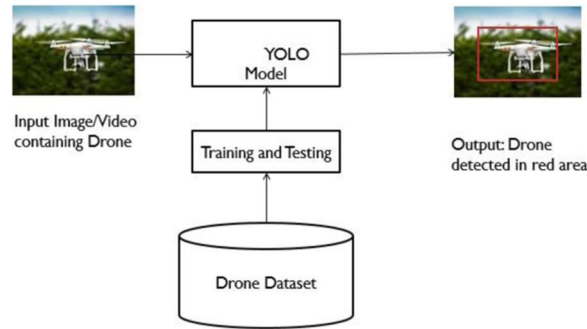 YOLO
Model
Input Image/Video
containing Drone
Training and Testing
Output: Drone
detected in red area
Drone Dataset